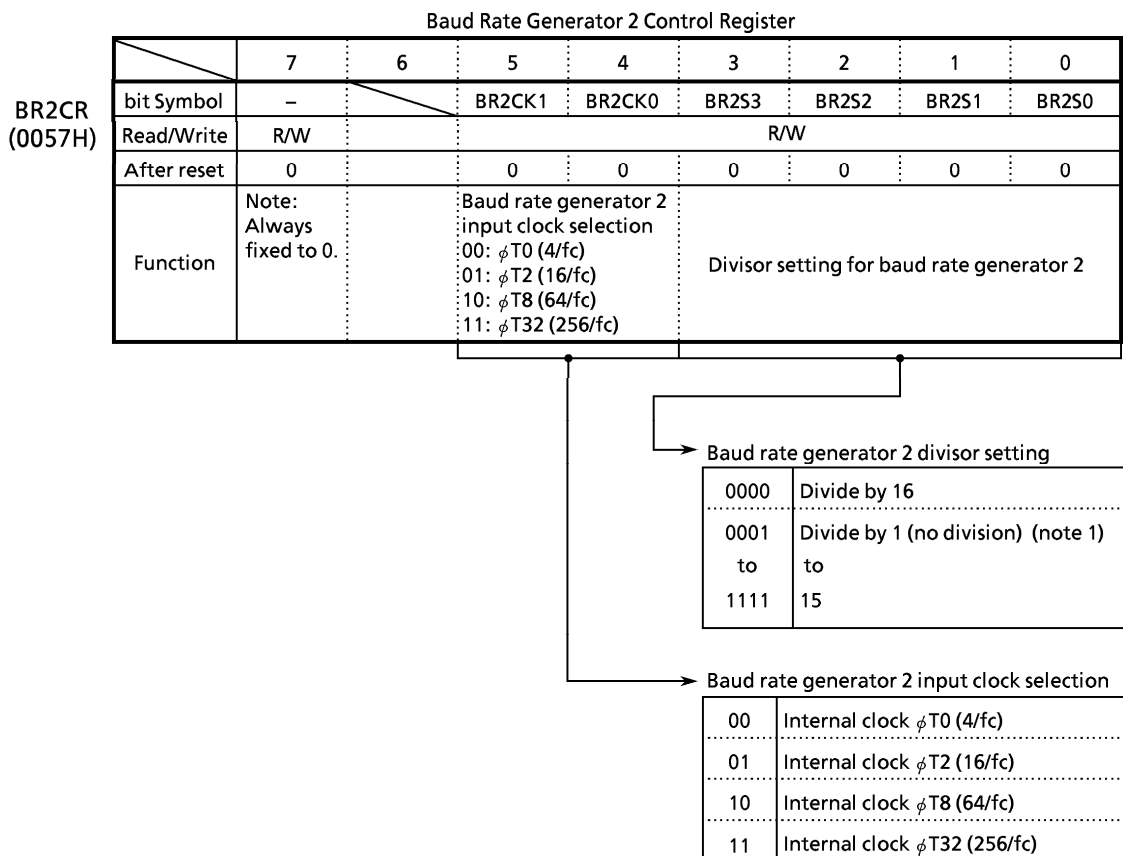 Baud Rate Generator 2 Control Register
7 6 5 4 3 2 1 0
BR2CR
(0057H)
bit Symbol – BR2CK1 BR2CK0 BR2S3 BR2S2 BR2S1 BR2S0
Read/Write R/W R/W
After reset 0 0 0 0 0 0 0
Function
Note:
Always
fixed to 0.
Baud rate generator 2
input clock selection
00: φT0 (4/fc)
01: φT2 (16/fc)
10: φT8 (64/fc)
11: φT32 (256/fc)
Divisor setting for baud rate generator 2
Baud rate generator 2 divisor setting
0000 Divide by 16
0001 Divide by 1 (no division) (note 1)
to to
1111 15
Baud rate generator 2 input clock selection
00 Internal clock φT0 (4/fc)
01 Internal clock φT2 (16/fc)
10 Internal clock φT8 (64/fc)
11 Internal clock φT32 (256/fc)